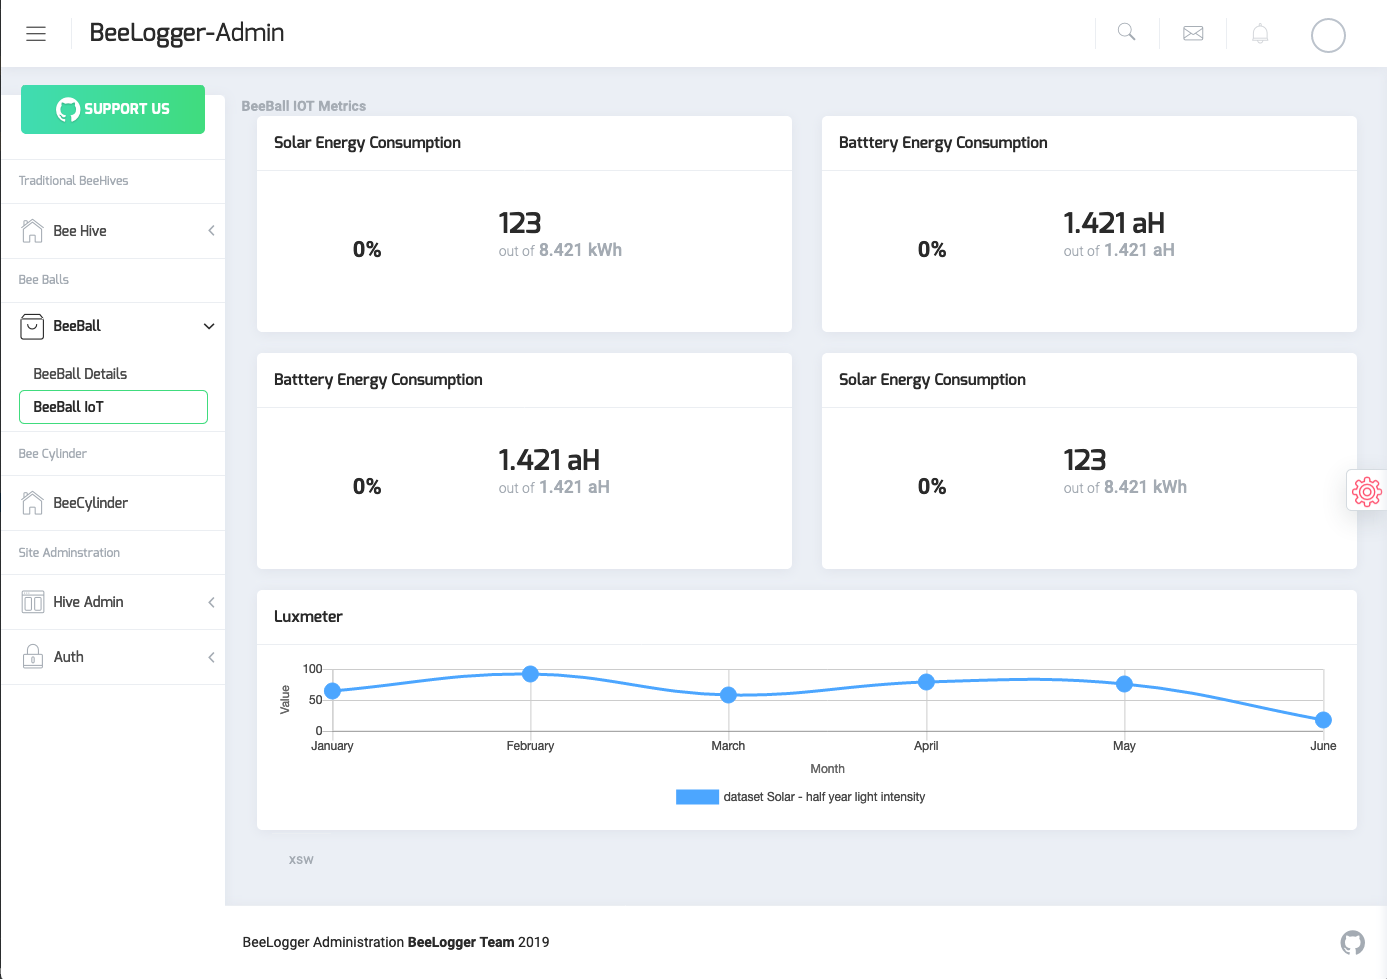 BeeLogger-Admin
SUPPORT US
Traditional BeeHives
Bee Hive
Bee Balls
BeeBall
BeeBall Details
BeeBall IoT
Bee Cylinder
BeeCylinder
Site Adminstration
Hive Admin
Auth
BeeBall IOT Metrics
Solar Energy Consumption
0%
123
out of 8.421 kWh
Batttery Energy Consumption
0%
1.421 aH
out of 1.421 aH
Batttery Energy Consumption
0%
1.421 aH
out of 1.421 aH
Solar Energy Consumption
0%
123
out of 8.421 kWh
Luxmeter
100
50
0
Value
January February March April May June
Month
dataset Solar - half year light intensity
xsw
BeeLogger Administration BeeLogger Team 2019